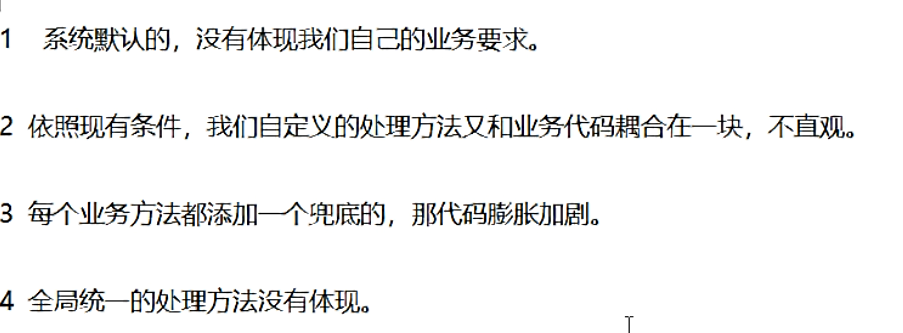 1 系统默认的，没有体现我们自己的业务要求。
2 依照现有条件，我们自定义的处理方法又和业务代码耦合在一块，不直观。
3 每个业务方法都添加一个兜底的，那代码膨胀加剧。
4 全局统一的处理方法没有体现。